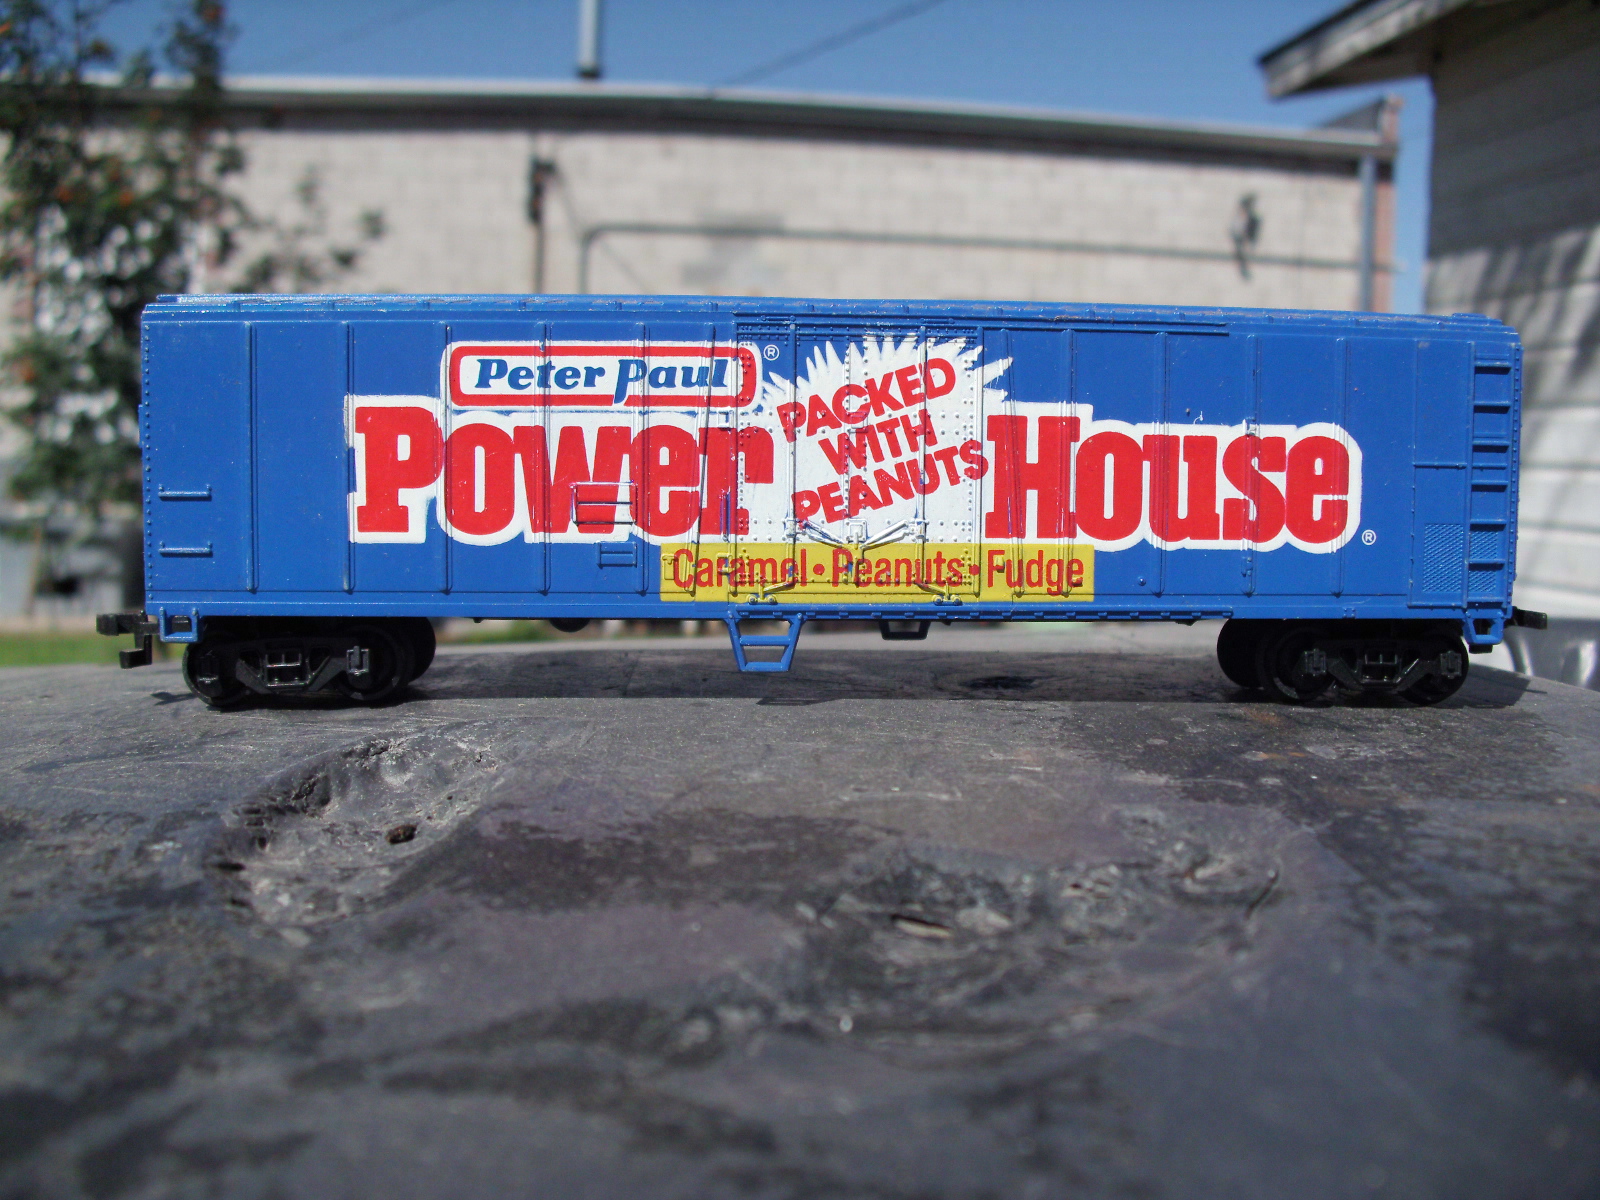 Peter Paul ®
Power House ®
PACKED
WITH
PEANUTS
Caramel • Peanuts • Fudge